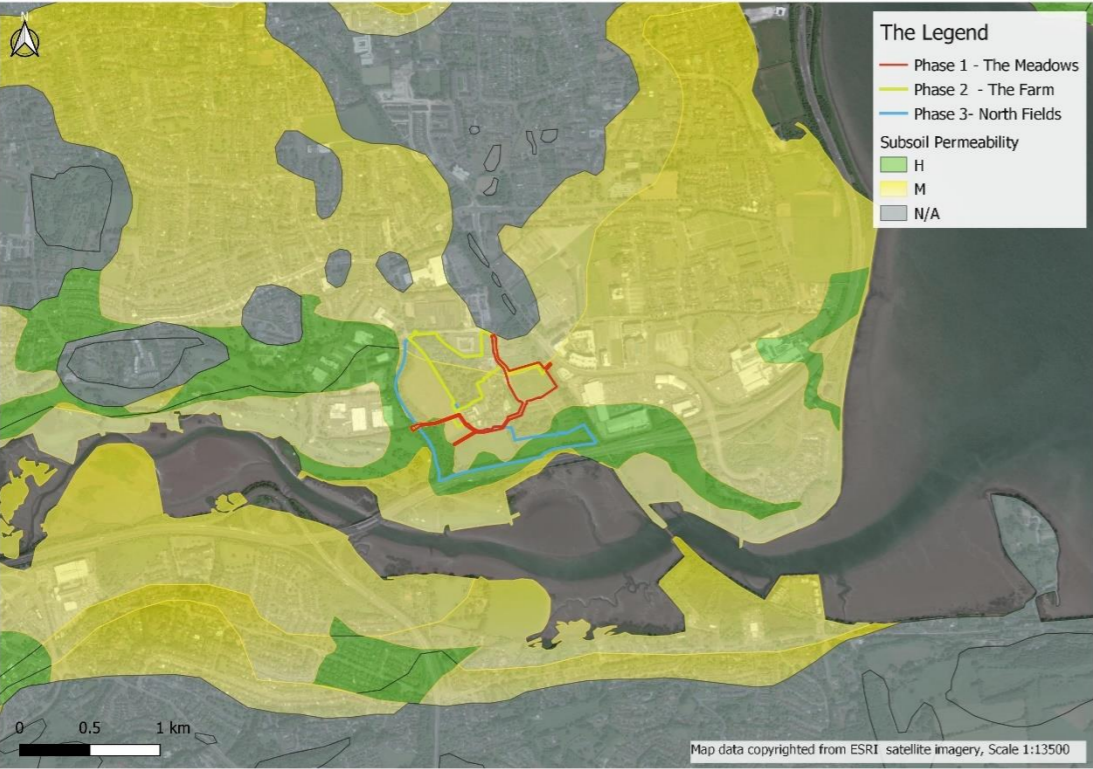 N
The Legend
Phase 1 - The Meadows
Phase 2 - The Farm
Phase 3- North Fields
Subsoil Permeability
H
M
N/A
0 0.5 1 km
Map data copyrighted from ESRI satellite imagery, Scale 1:13500